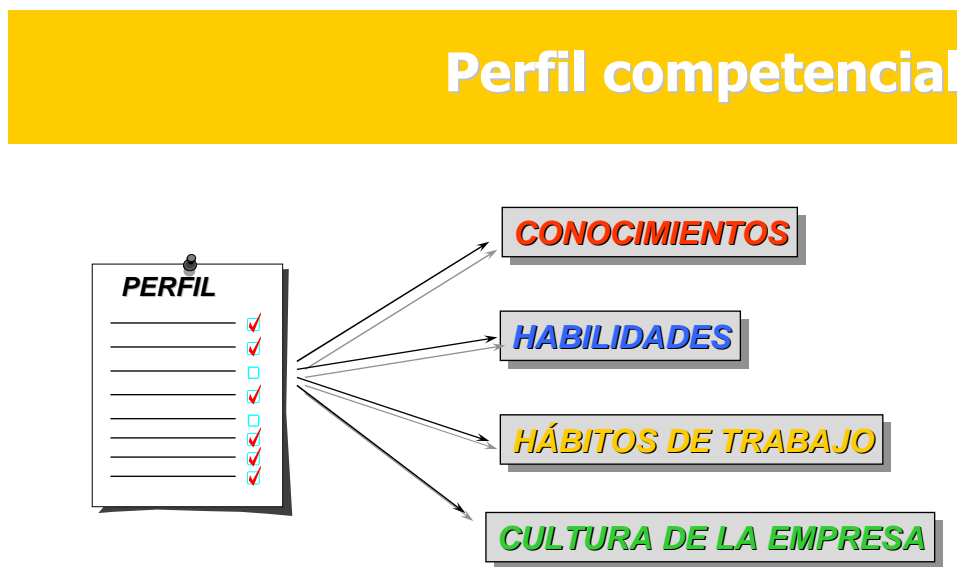 Perfil competencial
PERFIL
CONOCIMIENTOS
HABILIDADES
HÁBITOS DE TRABAJO
CULTURA DE LA EMPRESA